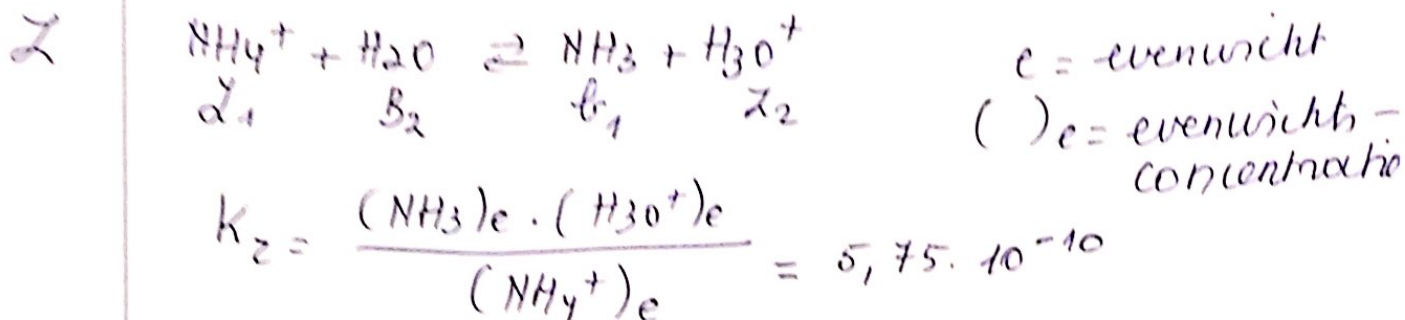 Z
NH4+ + H2O ⇌ NH3 + H3O+
Z1 B2 b1 Z2
e = evenwicht
( )e = evenwichts-
concentratie
Kz = (NH3)e . (H3O+)e / (NH4+)e = 5,75. 10-10